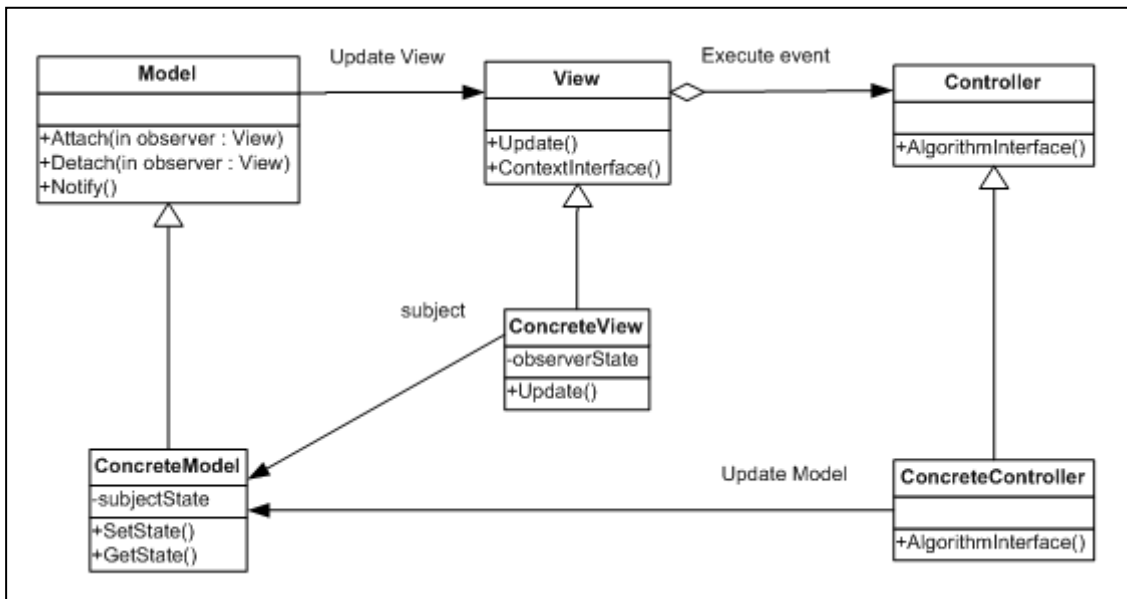 Model
+Attach(in observer : View)
+Detach(in observer : View)
+Notify()
Update View
View
+Update()
+ContextInterface()
Execute event
Controller
+AlgorithmInterface()
subject
ConcreteView
-observerState
+Update()
ConcreteModel
-subjectState
+SetState()
+GetState()
Update Model
ConcreteController
+AlgorithmInterface()